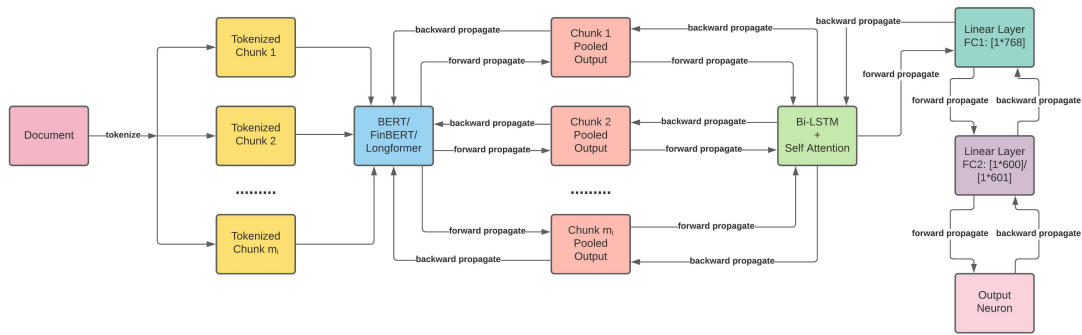 Document
tokenize
Tokenized
Chunk 1
Tokenized
Chunk 2
.........
Tokenized
Chunk mᵢ
BERT/
FinBERT/
Longformer
backward propagate
forward propagate
backward propagate
forward propagate
forward propagate
backward propagate
Chunk 1
Pooled
Output
Chunk 2
Pooled
Output
.........
Chunk mᵢ
Pooled
Output
backward propagate
forward propagate
backward propagate
forward propagate
forward propagate
backward propagate
Bi-LSTM
+
Self Attention
backward propagate
forward propagate
Linear Layer
FC1: [1*768]
forward propagate
backward propagate
Linear Layer
FC2: [1*600]/
[1*601]
forward propagate
backward propagate
Output
Neuron